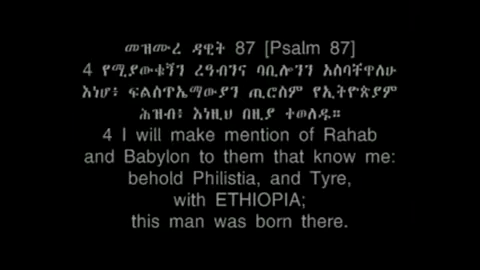 መዝሙረ ዳዊት 87 [Psalm 87]
4 የሚያውቁኝን ረዓብንና ባቢሎንን አስባቸዋለሁ
እነሆ፥ ፍልስጥኤማውያን ጢሮስም የኢትዮጵያም
ሕዝብ፥ እነዚህ በዚያ ተወለዱ።
4 I will make mention of Rahab
and Babylon to them that know me:
behold Philistia, and Tyre,
with ETHIOPIA;
this man was born there.